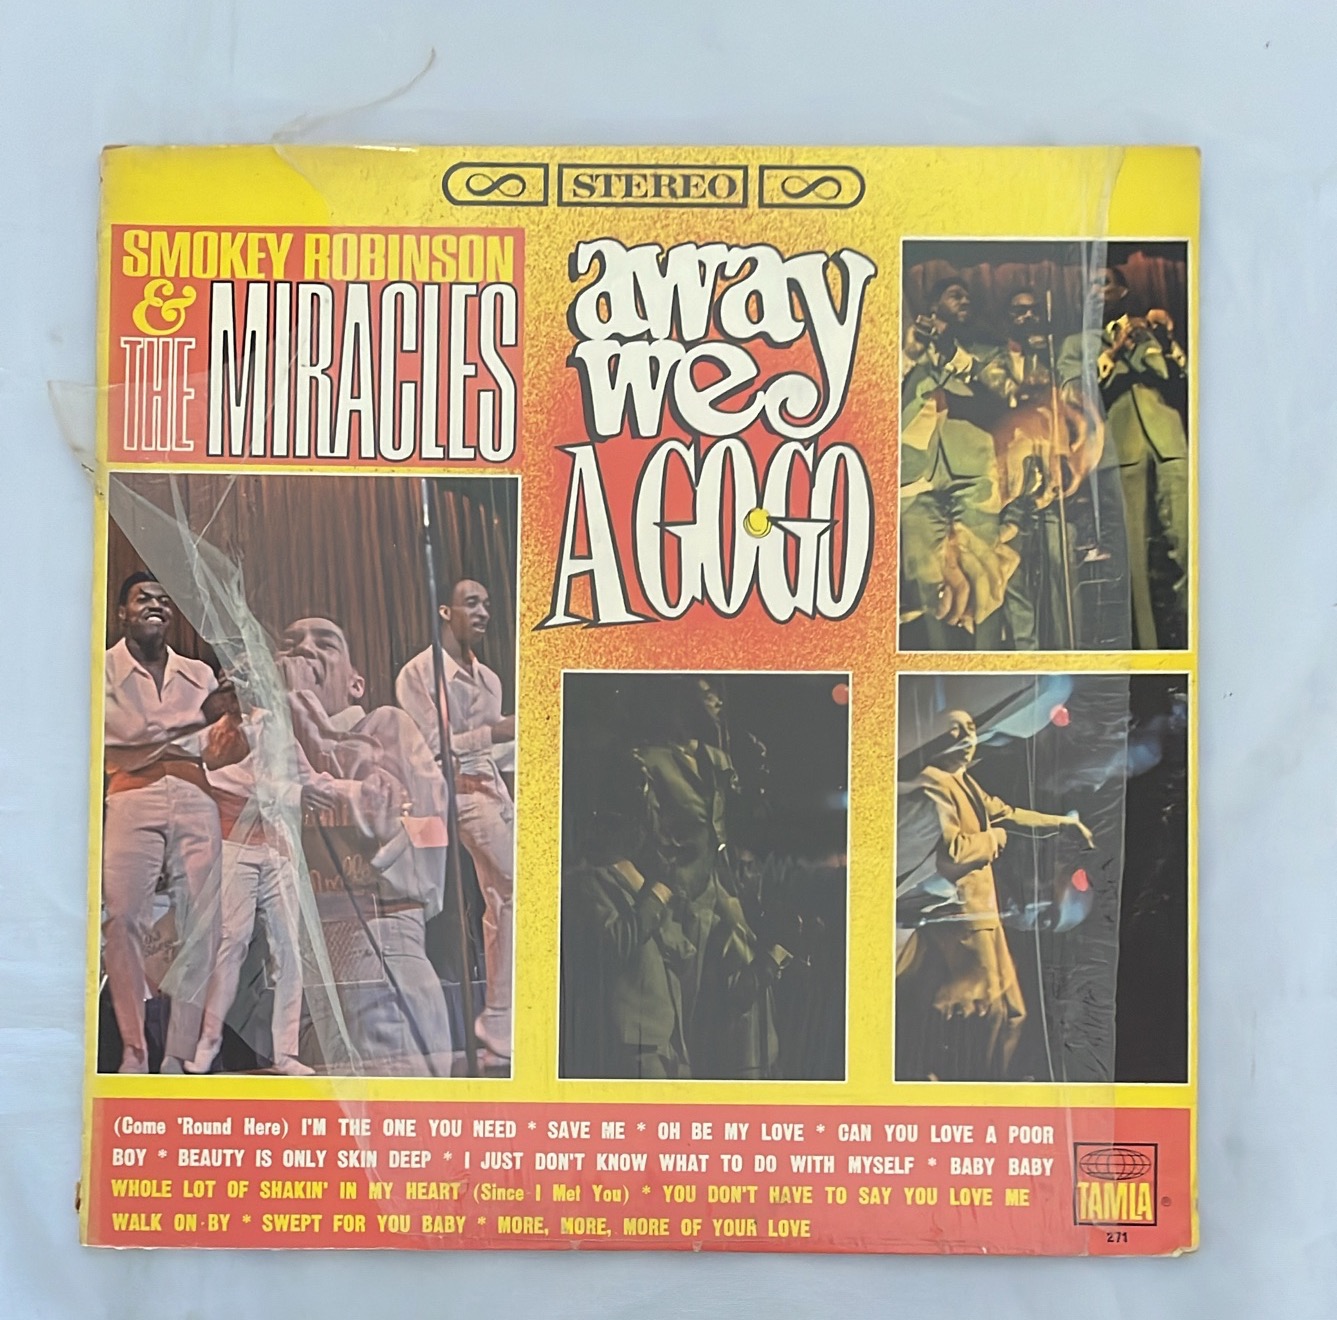 ∞ STEREO ∞
SMOKEY ROBINSON
& THE MIRACLES
away
we
A GO·GO
(Come 'Round Here) I'M THE ONE YOU NEED * SAVE ME * OH BE MY LOVE * CAN YOU LOVE A POOR
BOY * BEAUTY IS ONLY SKIN DEEP * I JUST DON'T KNOW WHAT TO DO WITH MYSELF * BABY BABY
WHOLE LOT OF SHAKIN' IN MY HEART (Since I Met You) * YOU DON'T HAVE TO SAY YOU LOVE ME
WALK ON BY * SWEPT FOR YOU BABY * MORE, MORE, MORE OF YOUR LOVE
TAMLA ®
271